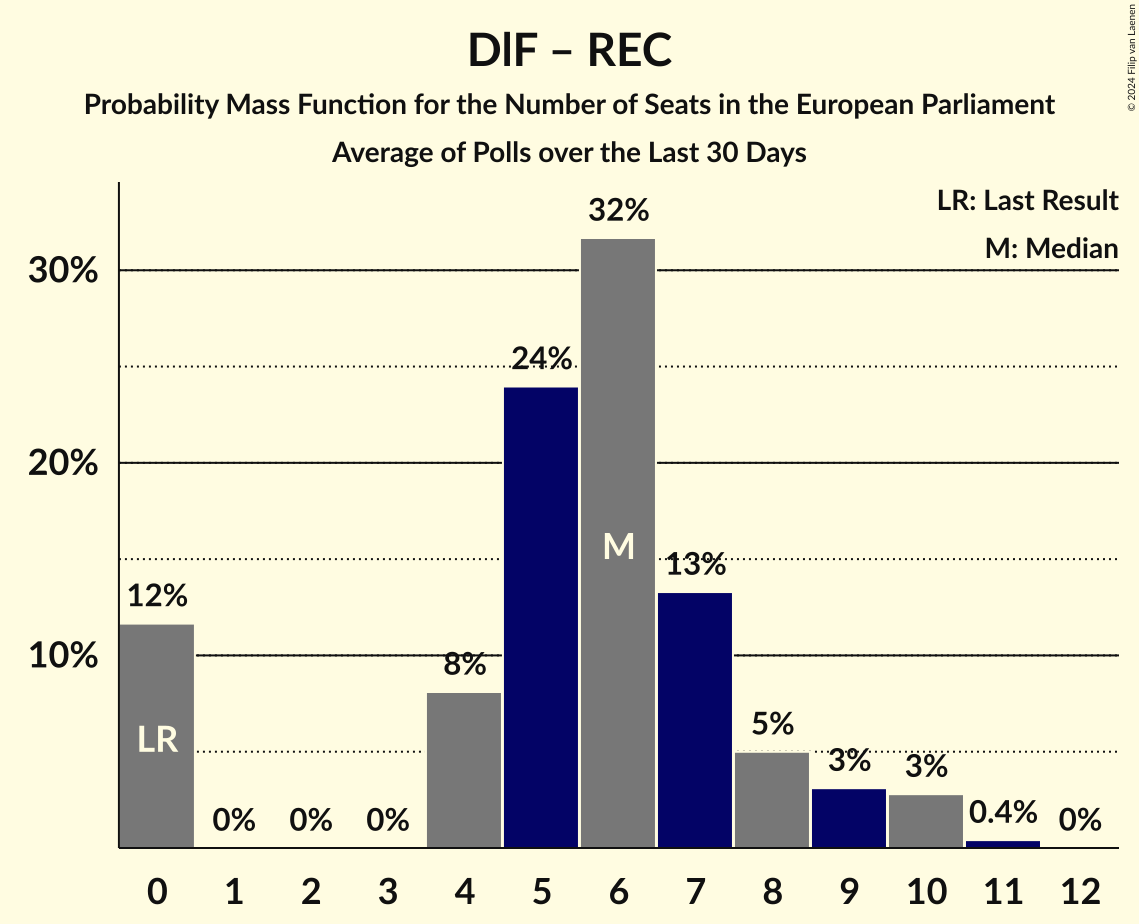 DIF – REC
Probability Mass Function for the Number of Seats in the European Parliament
Average of Polls over the Last 30 Days
© 2024 Filip van Laenen
LR: Last Result
M: Median
30%
20%
10%
12%
0%
0%
0%
8%
24%
32%
13%
5%
3%
3%
0.4%
0%
LR
M
0 1 2 3 4 5 6 7 8 9 10 11 12